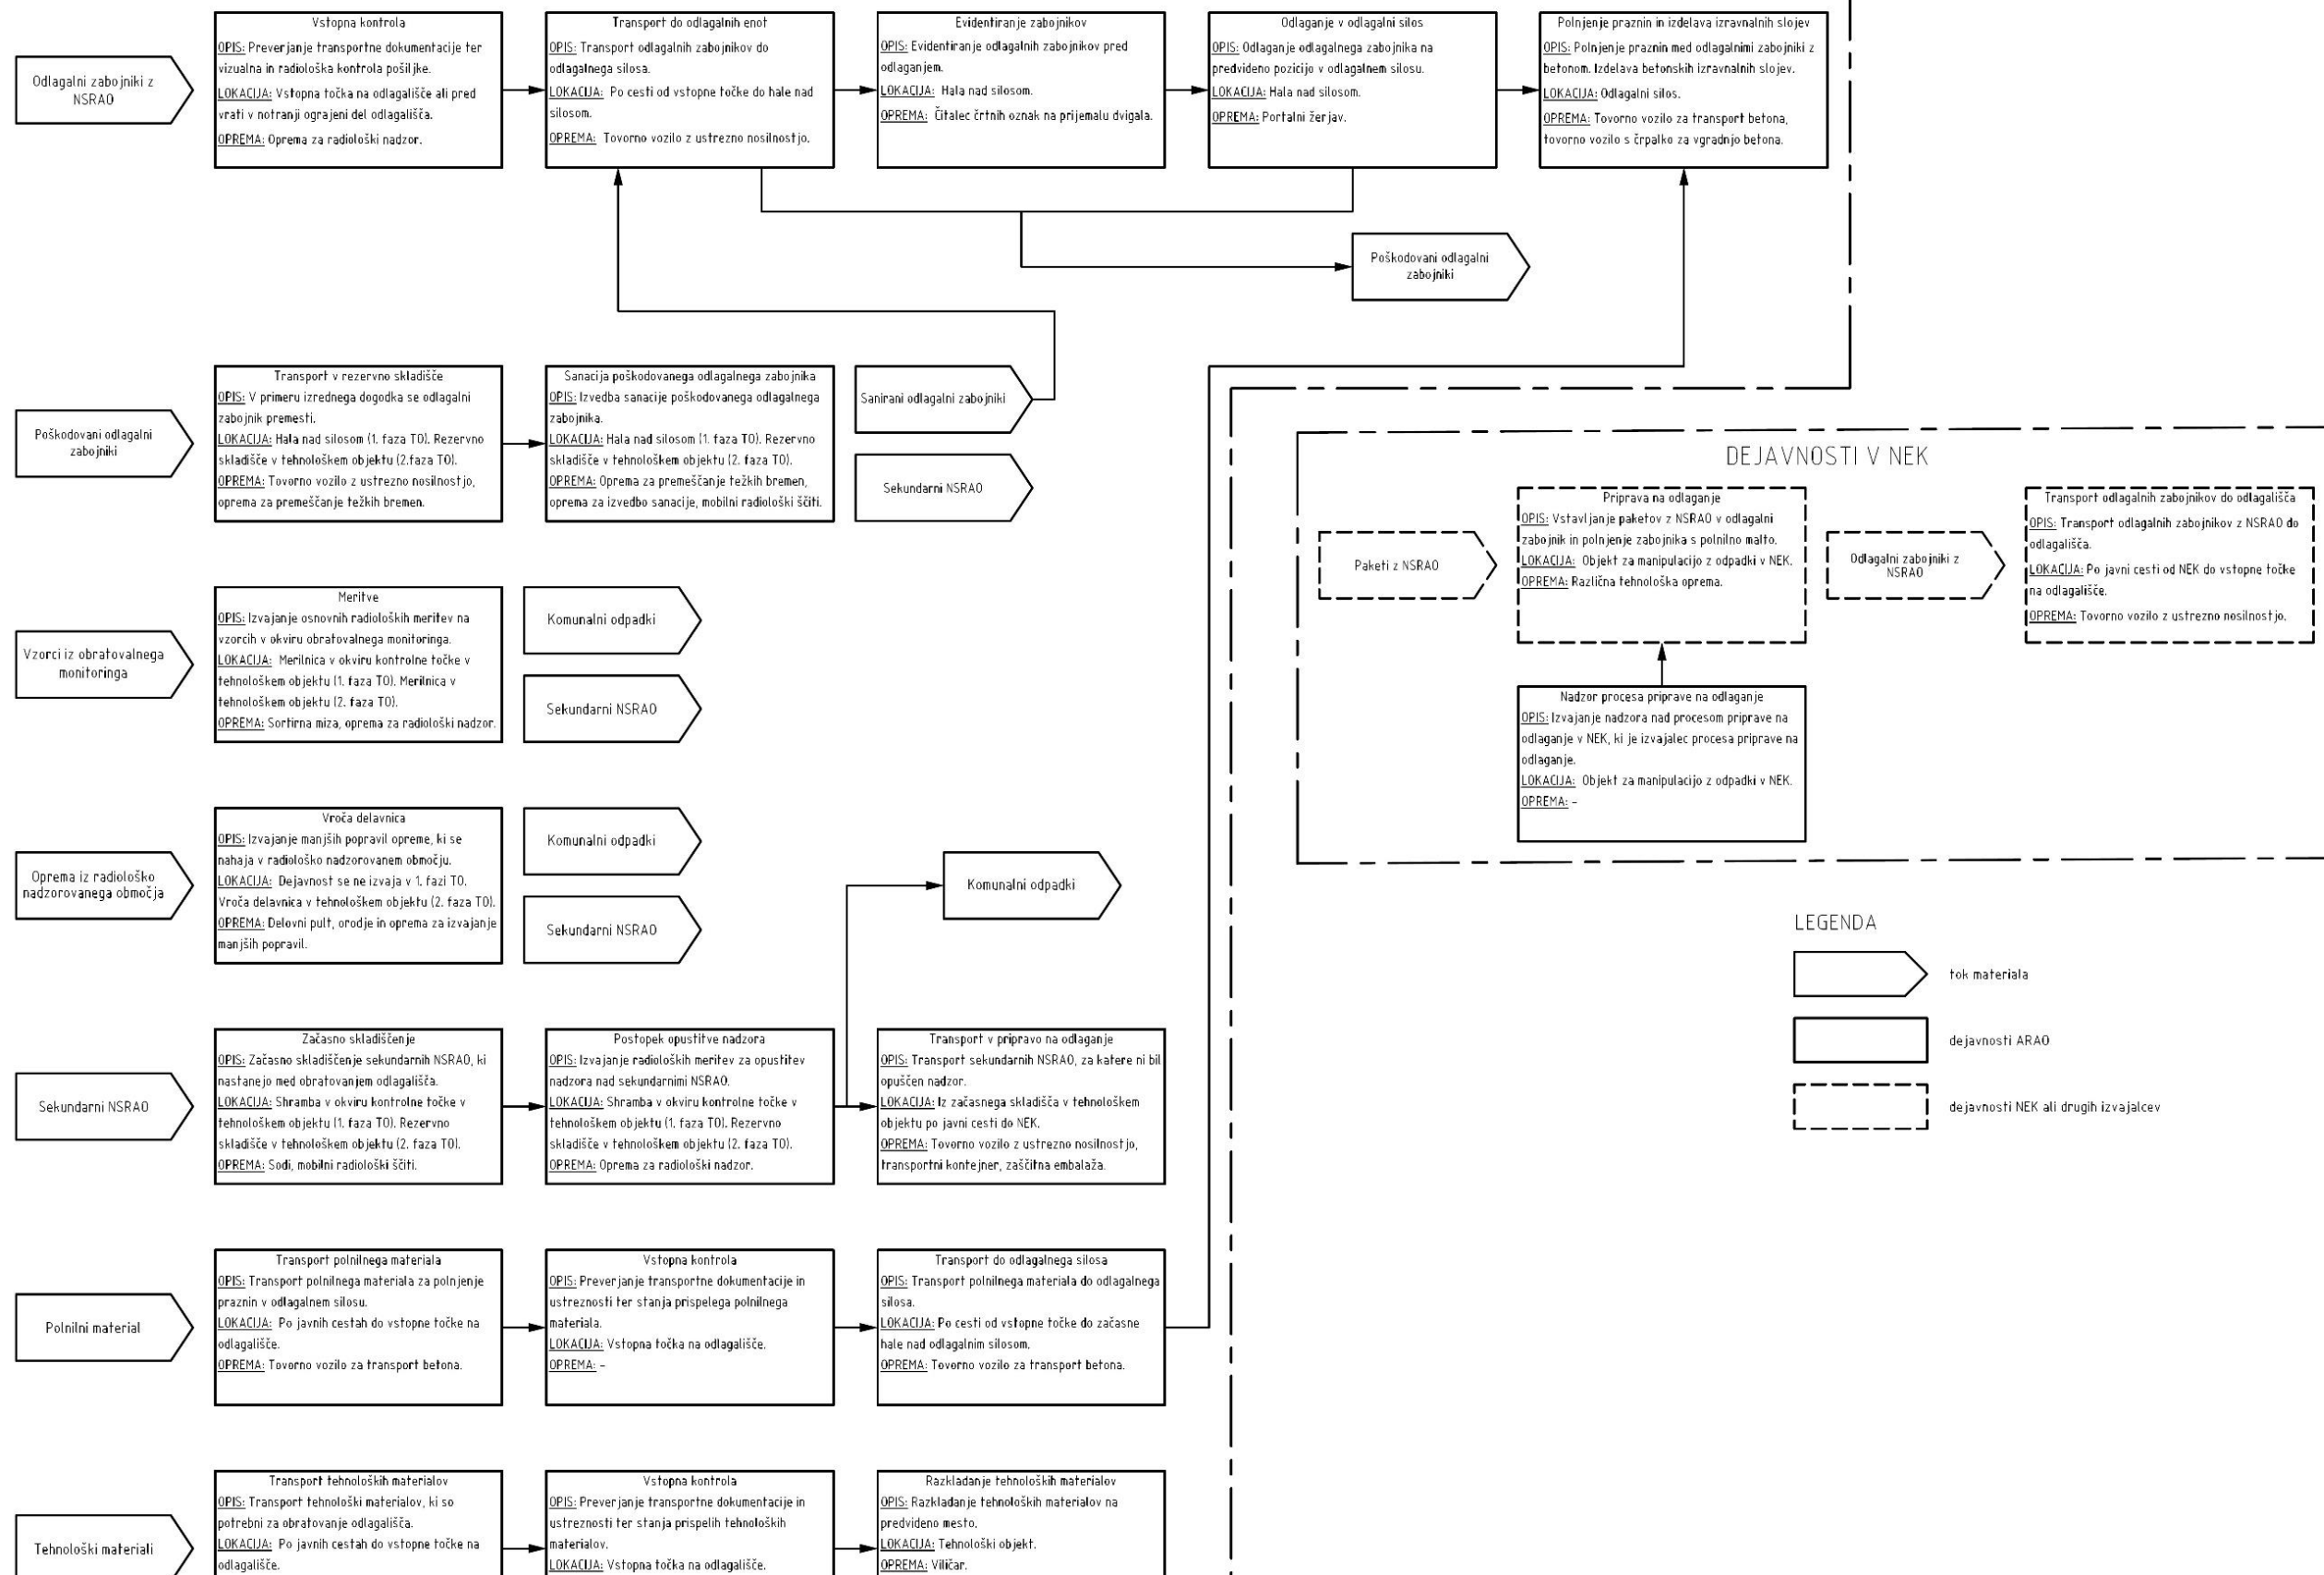 Odlagalni zabojniki z
NSRAO
Vstopna kontrola
OPIS: Preverjanje transportne dokumentacije ter
vizualna in radiološka kontrola pošiljke.
LOKACIJA: Vstopna točka na odlagališče ali pred
vrati v notranji ograjeni del odlagališča.
OPREMA: Oprema za radiološki nadzor.
Transport do odlagalnih enot
OPIS: Transport odlagalnih zabojnikov do
odlagalnega silosa.
LOKACIJA: Po cesti od vstopne točke do hale nad
silosom.
OPREMA: Tovorno vozilo z ustrezno nosilnostjo.
Evidentiranje zabojnikov
OPIS: Evidentiranje odlagalnih zabojnikov pred
odlaganjem.
LOKACIJA: Hala nad silosom.
OPREMA: Čitalec črtnih oznak na prijemalu dvigala.
Odlaganje v odlagalni silos
OPIS: Odlaganje odlagalnega zabojnika na
predvideno pozicijo v odlagalnem silosu.
LOKACIJA: Hala nad silosom.
OPREMA: Portalni žerjav.
Polnjenje praznin in izdelava izravnalnih slojev
OPIS: Polnjenje praznin med odlagalnimi zabojniki z
betonom. Izdelava betonskih izravnalnih slojev.
LOKACIJA: Odlagalni silos.
OPREMA: Tovorno vozilo za transport betona,
tovorno vozilo s črpalko za vgradnjo betona.
Poškodovani odlagalni
zabojniki
Poškodovani odlagalni
zabojniki
Transport v rezervno skladišče
OPIS: V primeru izrednega dogodka se odlagalni
zabojnik premesti.
LOKACIJA: Hala nad silosom (1. faza TO). Rezervno
skladišče v tehnološkem objektu (2.faza TO).
OPREMA: Tovorno vozilo z ustrezno nosilnostjo,
oprema za premeščanje težkih bremen.
Sanacija poškodovanega odlagalnega zabojnika
OPIS: Izvedba sanacije poškodovanega odlagalnega
zabojnika.
LOKACIJA: Hala nad silosom (1. faza TO). Rezervno
skladišče v tehnološkem objektu (2. faza TO).
OPREMA: Oprema za premeščanje težkih bremen,
oprema za izvedbo sanacije, mobilni radiološki ščiti.
Sanirani odlagalni zabojniki
Sekundarni NSRAO
DEJAVNOSTI V NEK
Paketi z NSRAO
Priprava na odlaganje
OPIS: Vstavljanje paketov z NSRAO v odlagalni
zabojnik in polnjenje zabojnika s polnilno malto.
LOKACIJA: Objekt za manipulacijo z odpadki v NEK.
OPREMA: Različna tehnološka oprema.
Odlagalni zabojniki z
NSRAO
Transport odlagalnih zabojnikov do odlagališča
OPIS: Transport odlagalnih zabojnikov z NSRAO do
odlagališča.
LOKACIJA: Po javni cesti od NEK do vstopne točke
na odlagališče.
OPREMA: Tovorno vozilo z ustrezno nosilnostjo.
Nadzor procesa priprave na odlaganje
OPIS: Izvajanje nadzora nad procesom priprave na
odlaganje v NEK, ki je izvajalec procesa priprave na
odlaganje.
LOKACIJA: Objekt za manipulacijo z odpadki v NEK.
OPREMA: -
Vzorci iz obratovalnega
monitoringa
Meritve
OPIS: Izvajanje osnovnih radioloških meritev na
vzorcih v okviru obratovalnega monitoringa.
LOKACIJA: Merilnica v okviru kontrolne točke v
tehnološkem objektu (1. faza TO). Merilnica v
tehnološkem objektu (2. faza TO).
OPREMA: Sortirna miza, oprema za radiološki nadzor.
Komunalni odpadki
Sekundarni NSRAO
Oprema iz radiološko
nadzorovanega območja
Vroča delavnica
OPIS: Izvajanje manjših popravil opreme, ki se
nahaja v radiološko nadzorovanem območju.
LOKACIJA: Dejavnost se ne izvaja v 1. fazi TO.
Vroča delavnica v tehnološkem objektu (2. faza TO).
OPREMA: Delovni pult, orodje in oprema za izvajanje
manjših popravil.
Komunalni odpadki
Sekundarni NSRAO
Komunalni odpadki
LEGENDA
tok materiala
dejavnosti ARAO
dejavnosti NEK ali drugih izvajalcev
Sekundarni NSRAO
Začasno skladiščenje
OPIS: Začasno skladiščenje sekundarnih NSRAO, ki
nastanejo med obratovanjem odlagališča.
LOKACIJA: Shramba v okviru kontrolne točke v
tehnološkem objektu (1. faza TO). Rezervno
skladišče v tehnološkem objektu (2. faza TO).
OPREMA: Sodi, mobilni radiološki ščiti.
Postopek opustitve nadzora
OPIS: Izvajanje radioloških meritev za opustitev
nadzora nad sekundarnimi NSRAO.
LOKACIJA: Shramba v okviru kontrolne točke v
tehnološkem objektu (1. faza TO). Rezervno
skladišče v tehnološkem objektu (2. faza TO).
OPREMA: Oprema za radiološki nadzor.
Transport v pripravo na odlaganje
OPIS: Transport sekundarnih NSRAO, za katere ni bil
opuščen nadzor.
LOKACIJA: Iz začasnega skladišča v tehnološkem
objektu po javni cesti do NEK.
OPREMA: Tovorno vozilo z ustrezno nosilnostjo,
transportni kontejner, zaščitna embalaža.
Polnilni material
Transport polnilnega materiala
OPIS: Transport polnilnega materiala za polnjenje
praznin v odlagalnem silosu.
LOKACIJA: Po javnih cestah do vstopne točke na
odlagališče.
OPREMA: Tovorno vozilo za transport betona.
Vstopna kontrola
OPIS: Preverjanje transportne dokumentacije in
ustreznosti ter stanja prispelega polnilnega
materiala.
LOKACIJA: Vstopna točka na odlagališče.
OPREMA: -
Transport do odlagalnega silosa
OPIS: Transport polnilnega materiala do odlagalnega
silosa.
LOKACIJA: Po cesti od vstopne točke do začasne
hale nad odlagalnim silosom.
OPREMA: Tovorno vozilo za transport betona.
Tehnološki materiali
Transport tehnoloških materialov
OPIS: Transport tehnološki materialov, ki so
potrebni za obratovanje odlagališča.
LOKACIJA: Po javnih cestah do vstopne točke na
odlagališče.
Vstopna kontrola
OPIS: Preverjanje transportne dokumentacije in
ustreznosti ter stanja prispelih tehnoloških
materialov.
LOKACIJA: Vstopna točka na odlagališče.
Razkladanje tehnoloških materialov
OPIS: Razkladanje tehnoloških materialov na
predvideno mesto.
LOKACIJA: Tehnološki objekt.
OPREMA: Viličar.